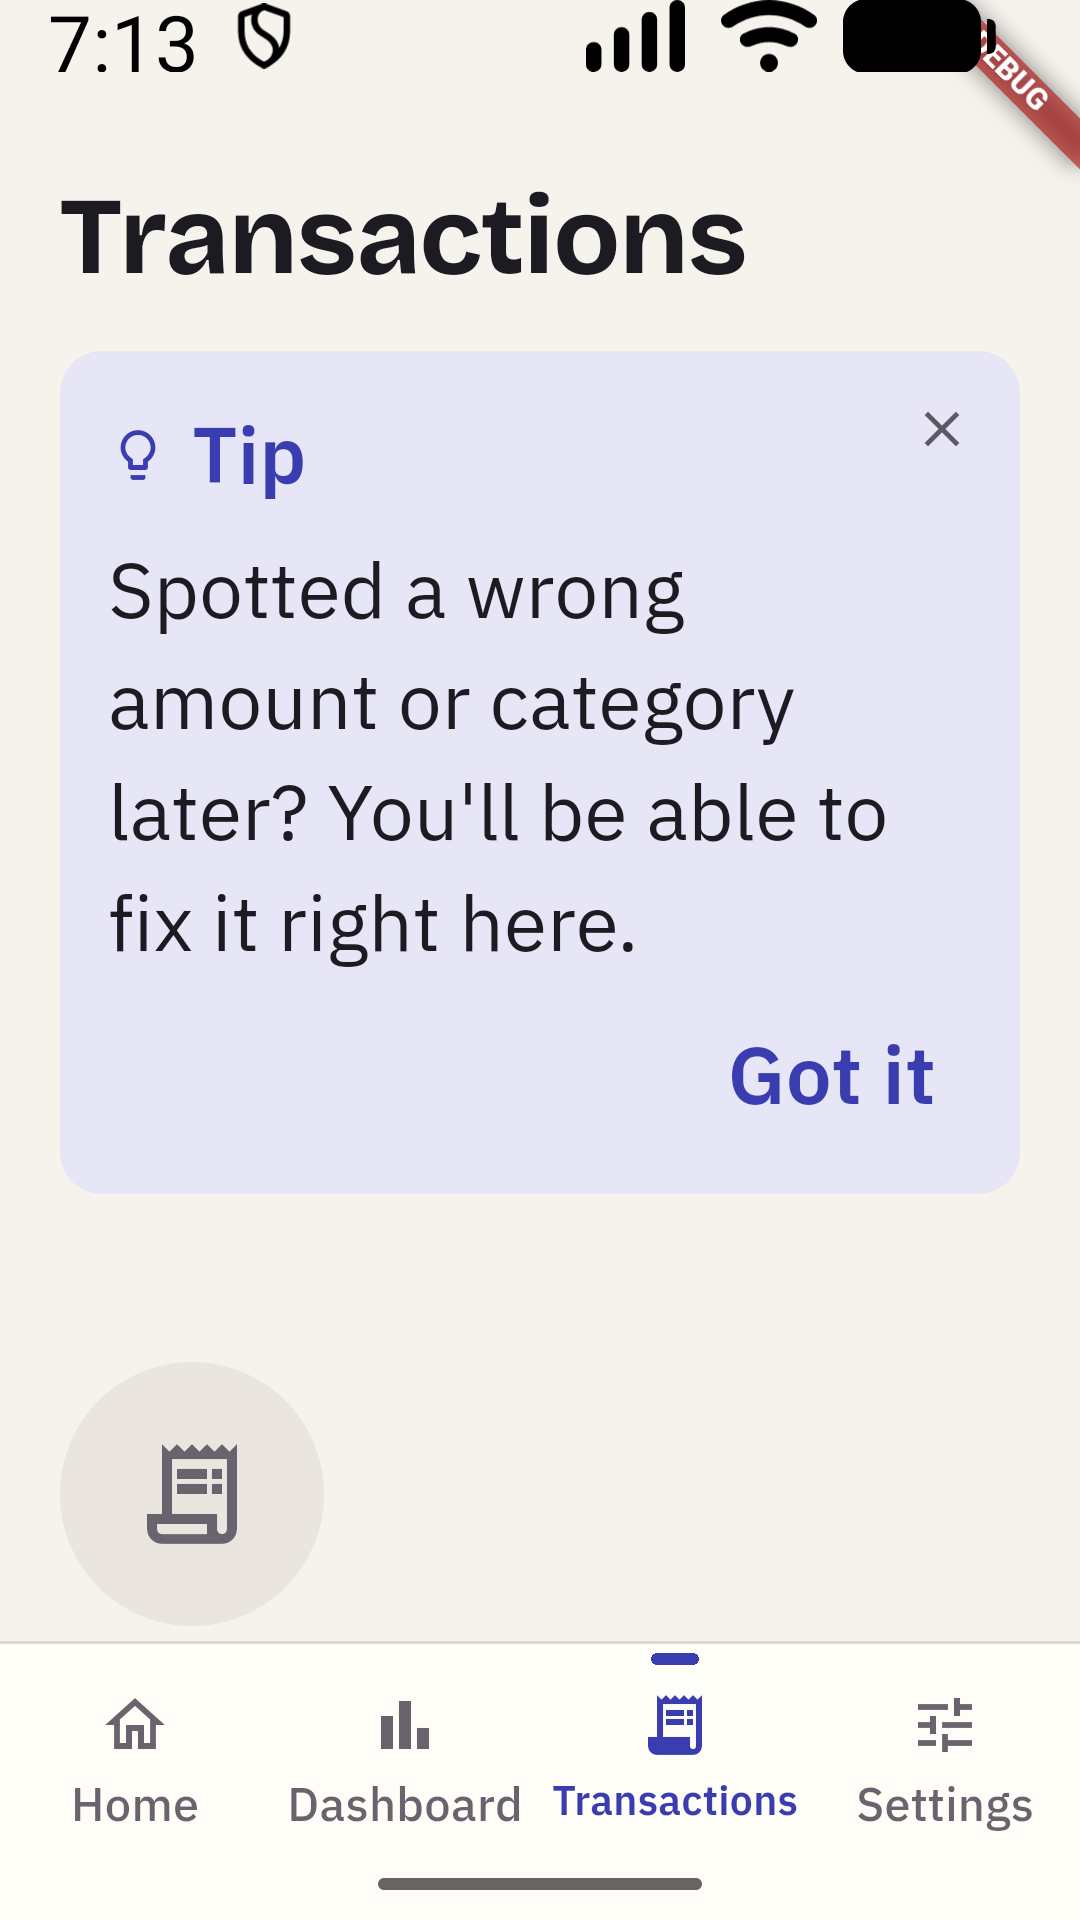 7:13
DEBUG
Transactions
Tip
Spotted a wrong
amount or category
later? You'll be able to
fix it right here.
Got it
Home
Dashboard
Transactions
Settings